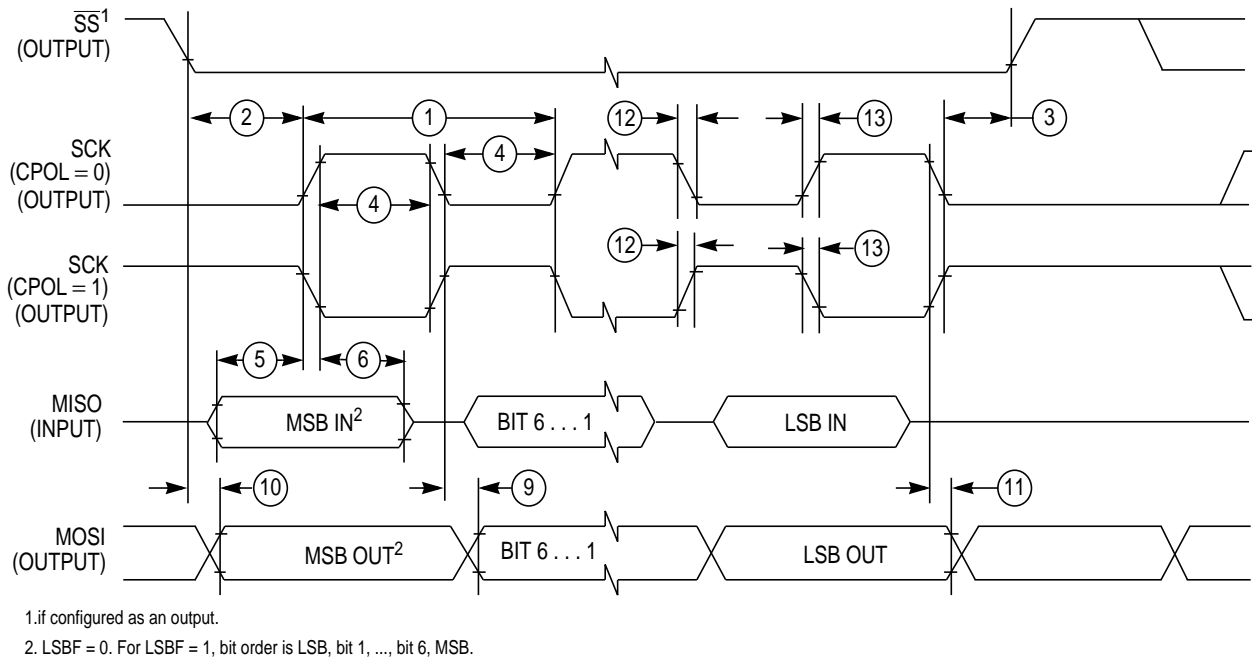 SS1
(OUTPUT)
2
1
12
13
3
SCK
(CPOL = 0)
(OUTPUT)
4
4
SCK
(CPOL = 1)
(OUTPUT)
12
13
5
6
MISO
(INPUT)
MSB IN2
BIT 6 . . . 1
LSB IN
10
9
11
MOSI
(OUTPUT)
MSB OUT2
BIT 6 . . . 1
LSB OUT
1.if configured as an output.
2. LSBF = 0. For LSBF = 1, bit order is LSB, bit 1, ..., bit 6, MSB.